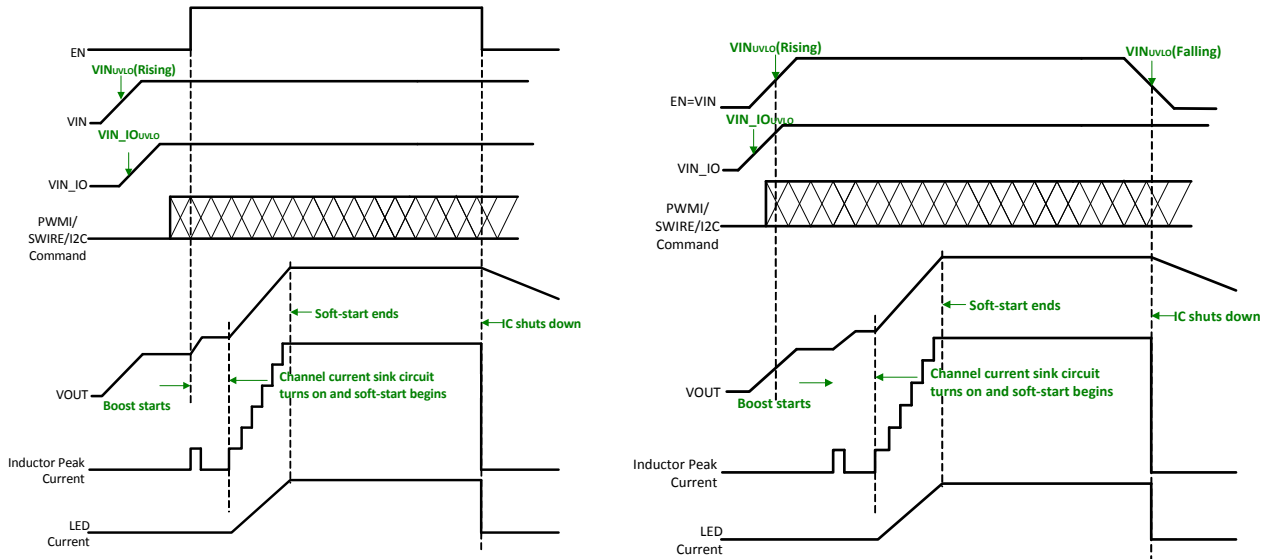 EN
VINUVLO(Rising)
VIN
VIN_IOUVLO
VIN_IO
PWMI/
SWIRE/I2C
Command
Soft-start ends
IC shuts down
Channel current sink circuit
turns on and soft-start begins
VOUT
Boost starts
Inductor Peak
Current
LED
Current
VINUVLO(Rising)
VINUVLO(Falling)
EN=VIN
VIN_IOUVLO
VIN_IO
PWMI/
SWIRE/I2C
Command
Soft-start ends
IC shuts down
Channel current sink circuit
turns on and soft-start begins
VOUT
Boost starts
Inductor Peak
Current
LED
Current